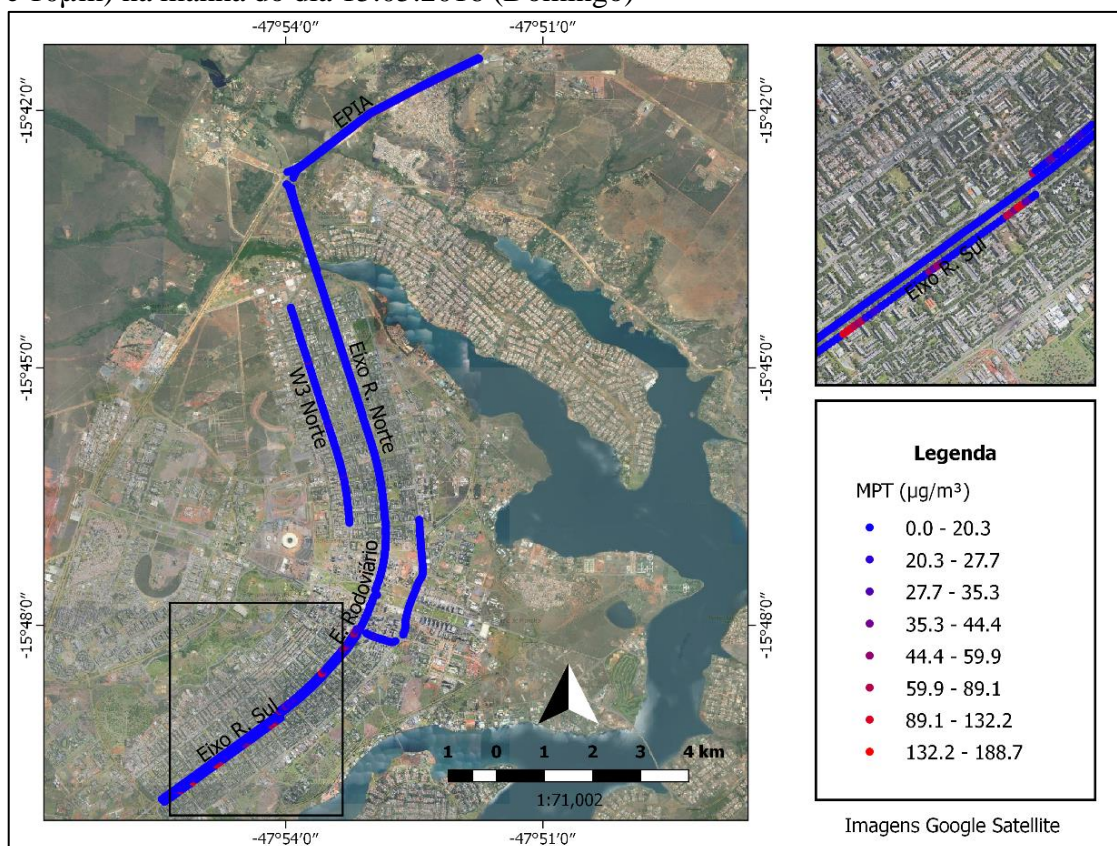 e 10µm) na manhã do dia 15.05.2016 (Domingo)
-47°54'0''
-47°51'0''
-15°42'0''
-15°42'0''
EPIA
-15°45'0''
-15°45'0''
W3 Norte
Eixo R. Norte
E. Rodoviário
-15°48'0''
-15°48'0''
Eixo R. Sul
1 0 1 2 3 4 km
1:71,002
-47°54'0''
-47°51'0''
Eixo R. Sul
Legenda
MPT (µg/m³)
0.0 - 20.3
20.3 - 27.7
27.7 - 35.3
35.3 - 44.4
44.4 - 59.9
59.9 - 89.1
89.1 - 132.2
132.2 - 188.7
Imagens Google Satellite